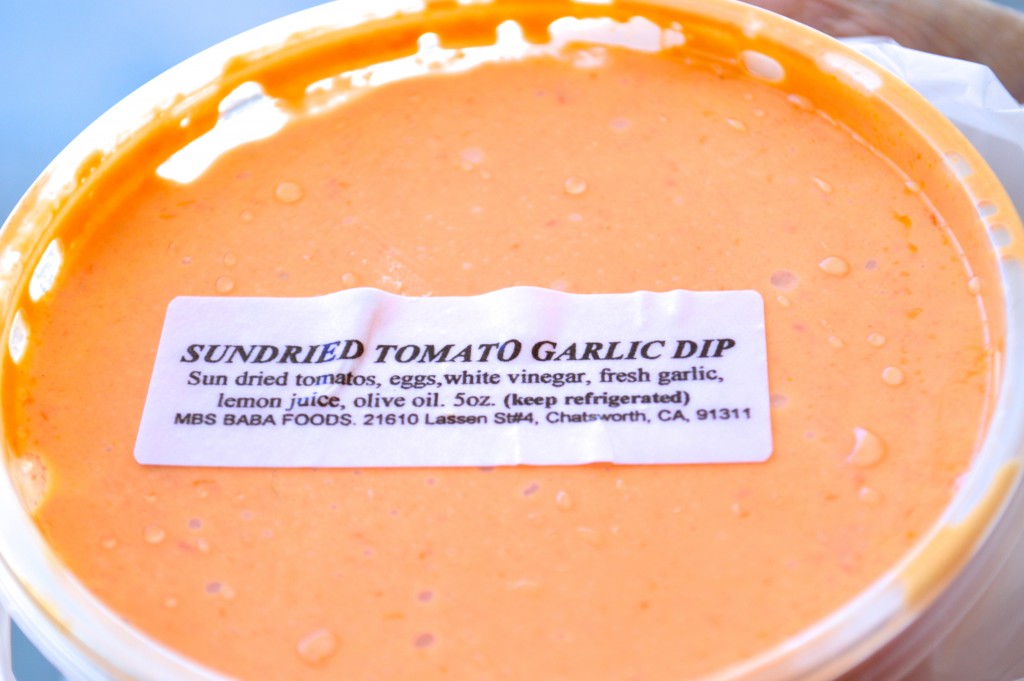 SUNDRIED TOMATO GARLIC DIP
Sun dried tomatos, eggs,white vinegar, fresh garlic,
lemon juice, olive oil. 5oz. (keep refrigerated)
MBS BABA FOODS. 21610 Lassen St#4, Chatsworth, CA, 91311